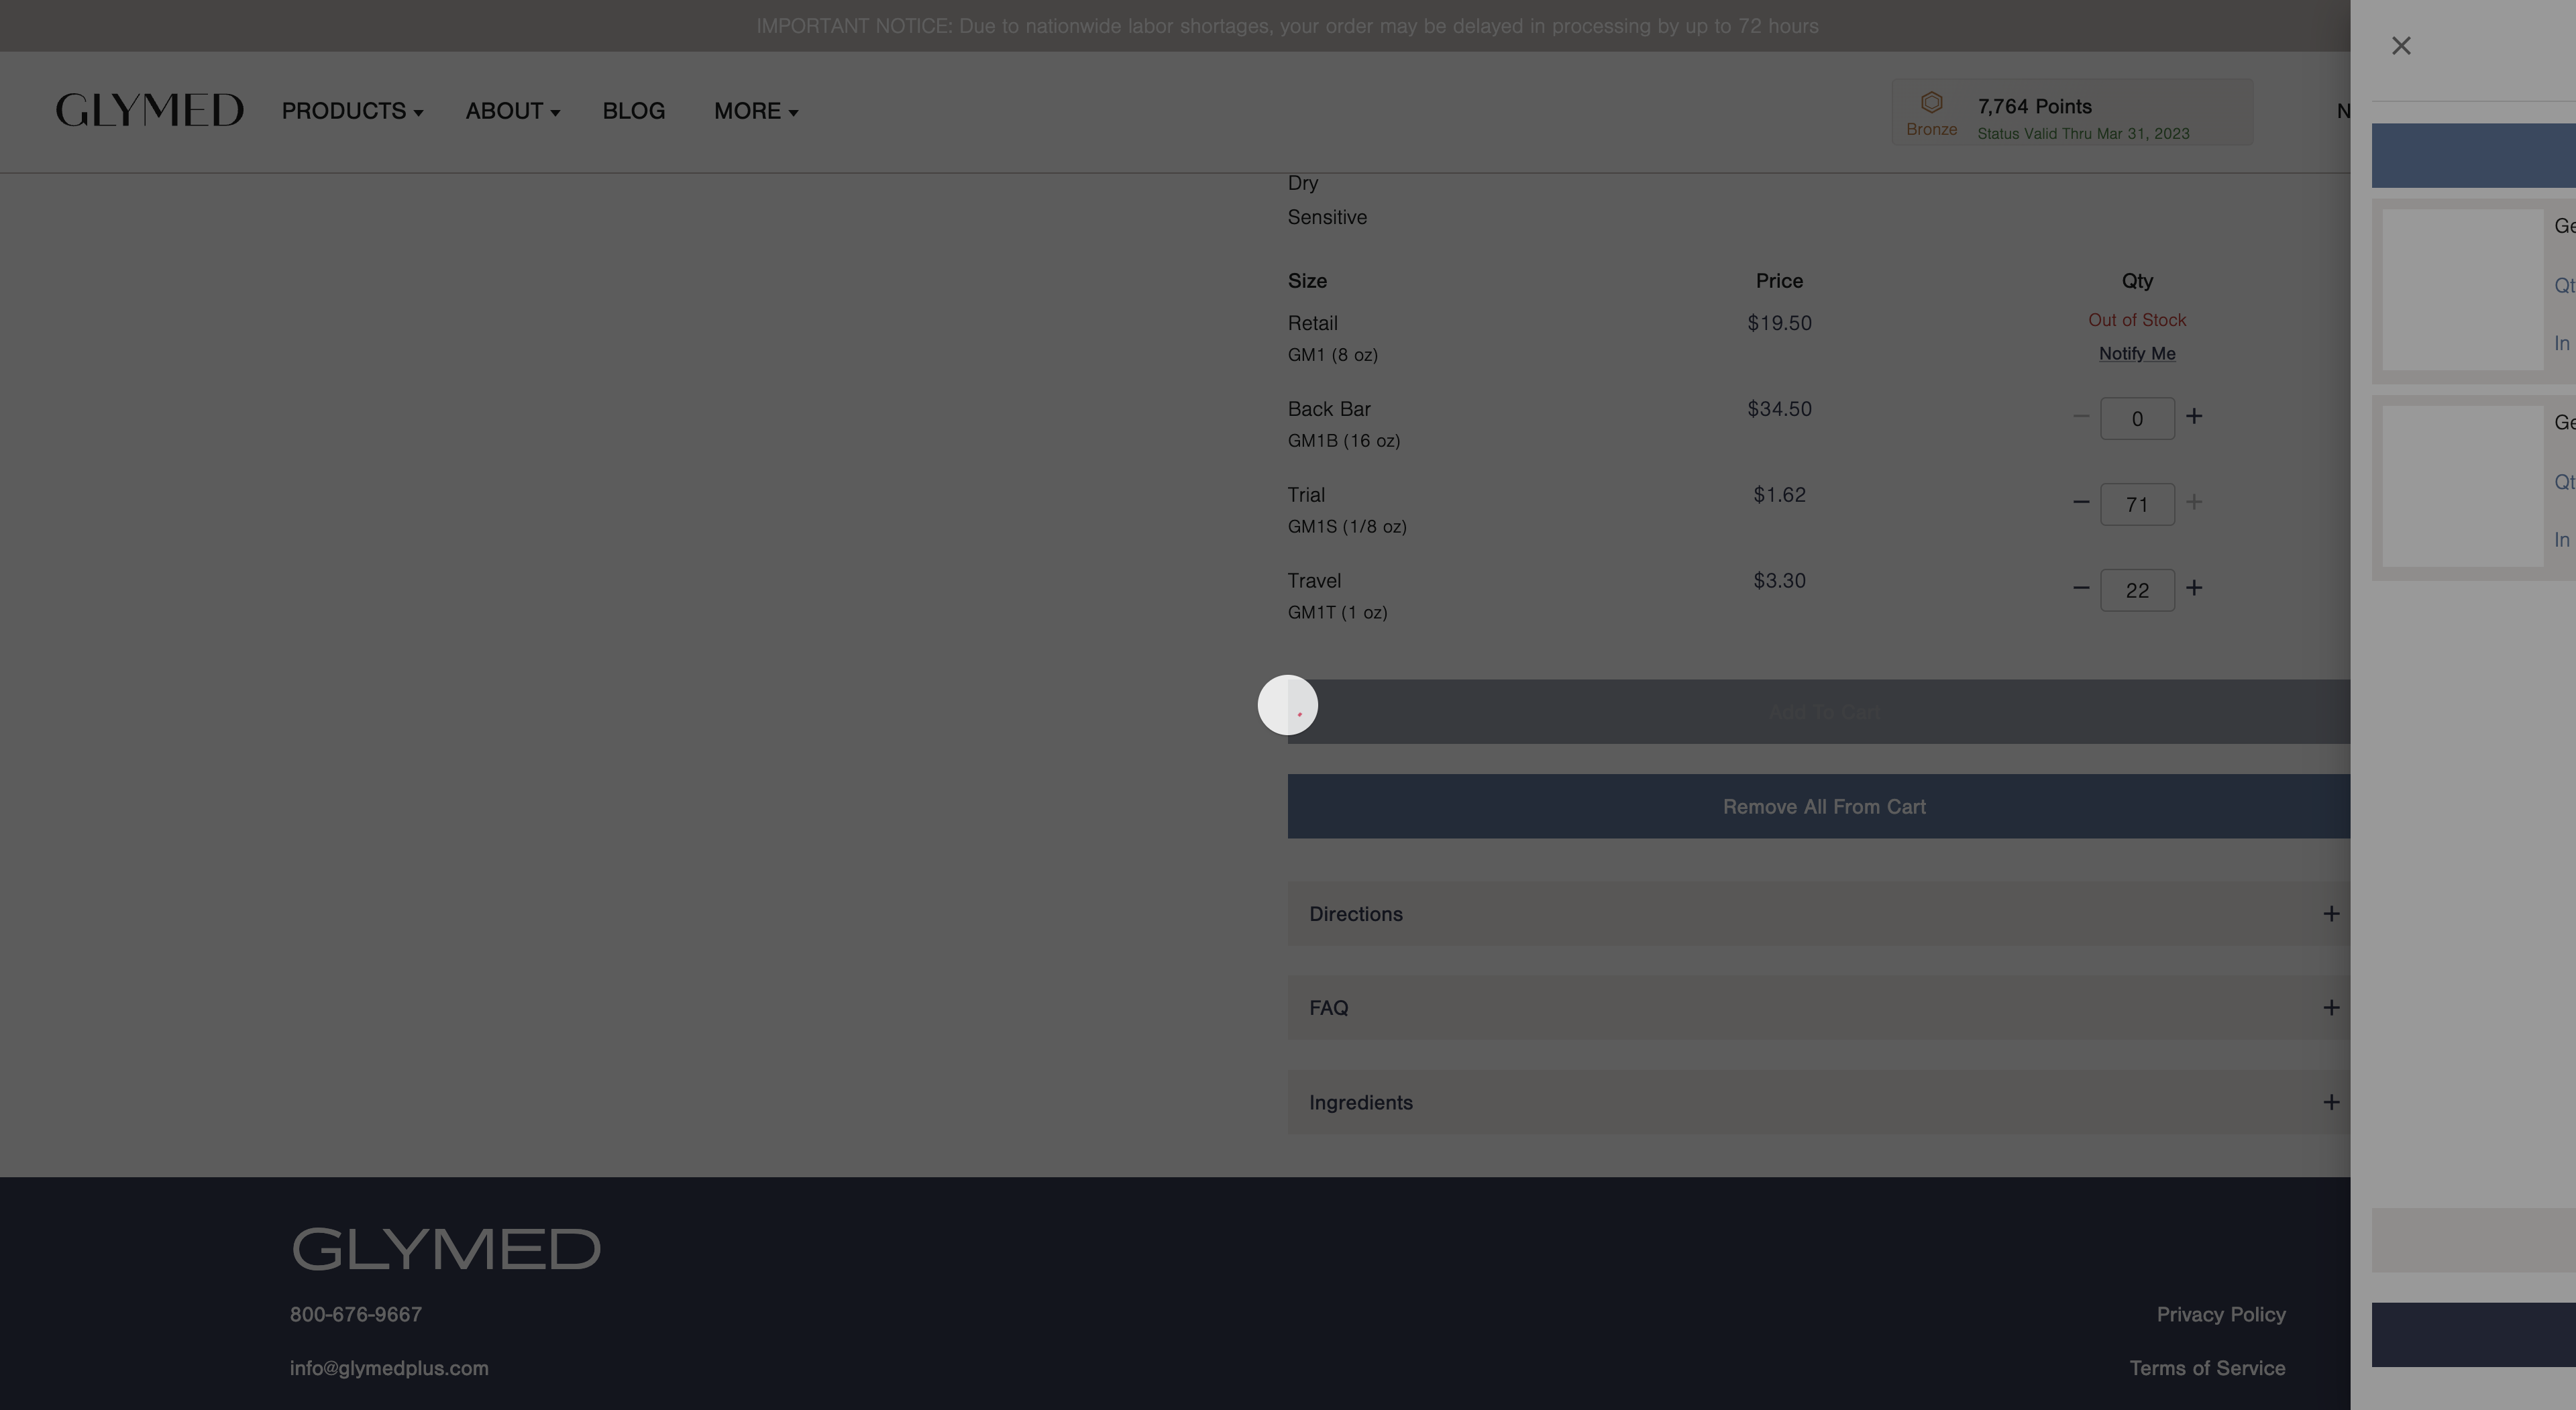 IMPORTANT NOTICE: Due to nationwide labor shortages, your order may be delayed in processing by up to 72 hours
GLYMED PRODUCTS ABOUT BLOG MORE
7,764 Points
Bronze
Status Valid Thru Mar 31, 2023
N
Dry
Sensitive
Size Price Qty
Retail $19.50 Out of Stock
GM1 (8 oz) Notify Me
Back Bar $34.50 0
GM1B (16 oz)
Trial $1.62 71
GM1S (1/8 oz)
Travel $3.30 22
GM1T (1 oz)
Add To Cart
Remove All From Cart
Directions
FAQ
Ingredients
Ge
Qt
In
Ge
Qt
In
GLYMED
800-676-9667
info@glymedplus.com
Privacy Policy
Terms of Service